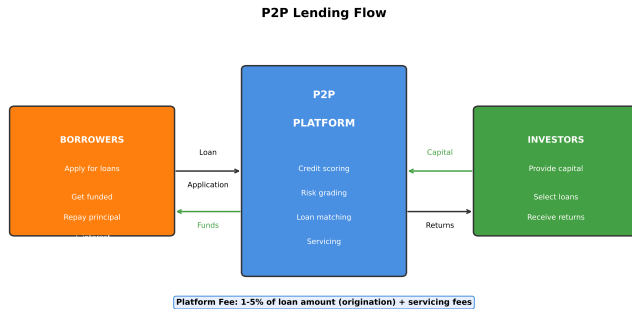 P2P Lending Flow
BORROWERS
Apply for loans
Get funded
Repay principal
+ interest
Loan
Application
Funds
P2P
PLATFORM
Credit scoring
Risk grading
Loan matching
Servicing
Capital
Returns
INVESTORS
Provide capital
Select loans
Receive returns
Platform Fee: 1-5% of loan amount (origination) + servicing fees